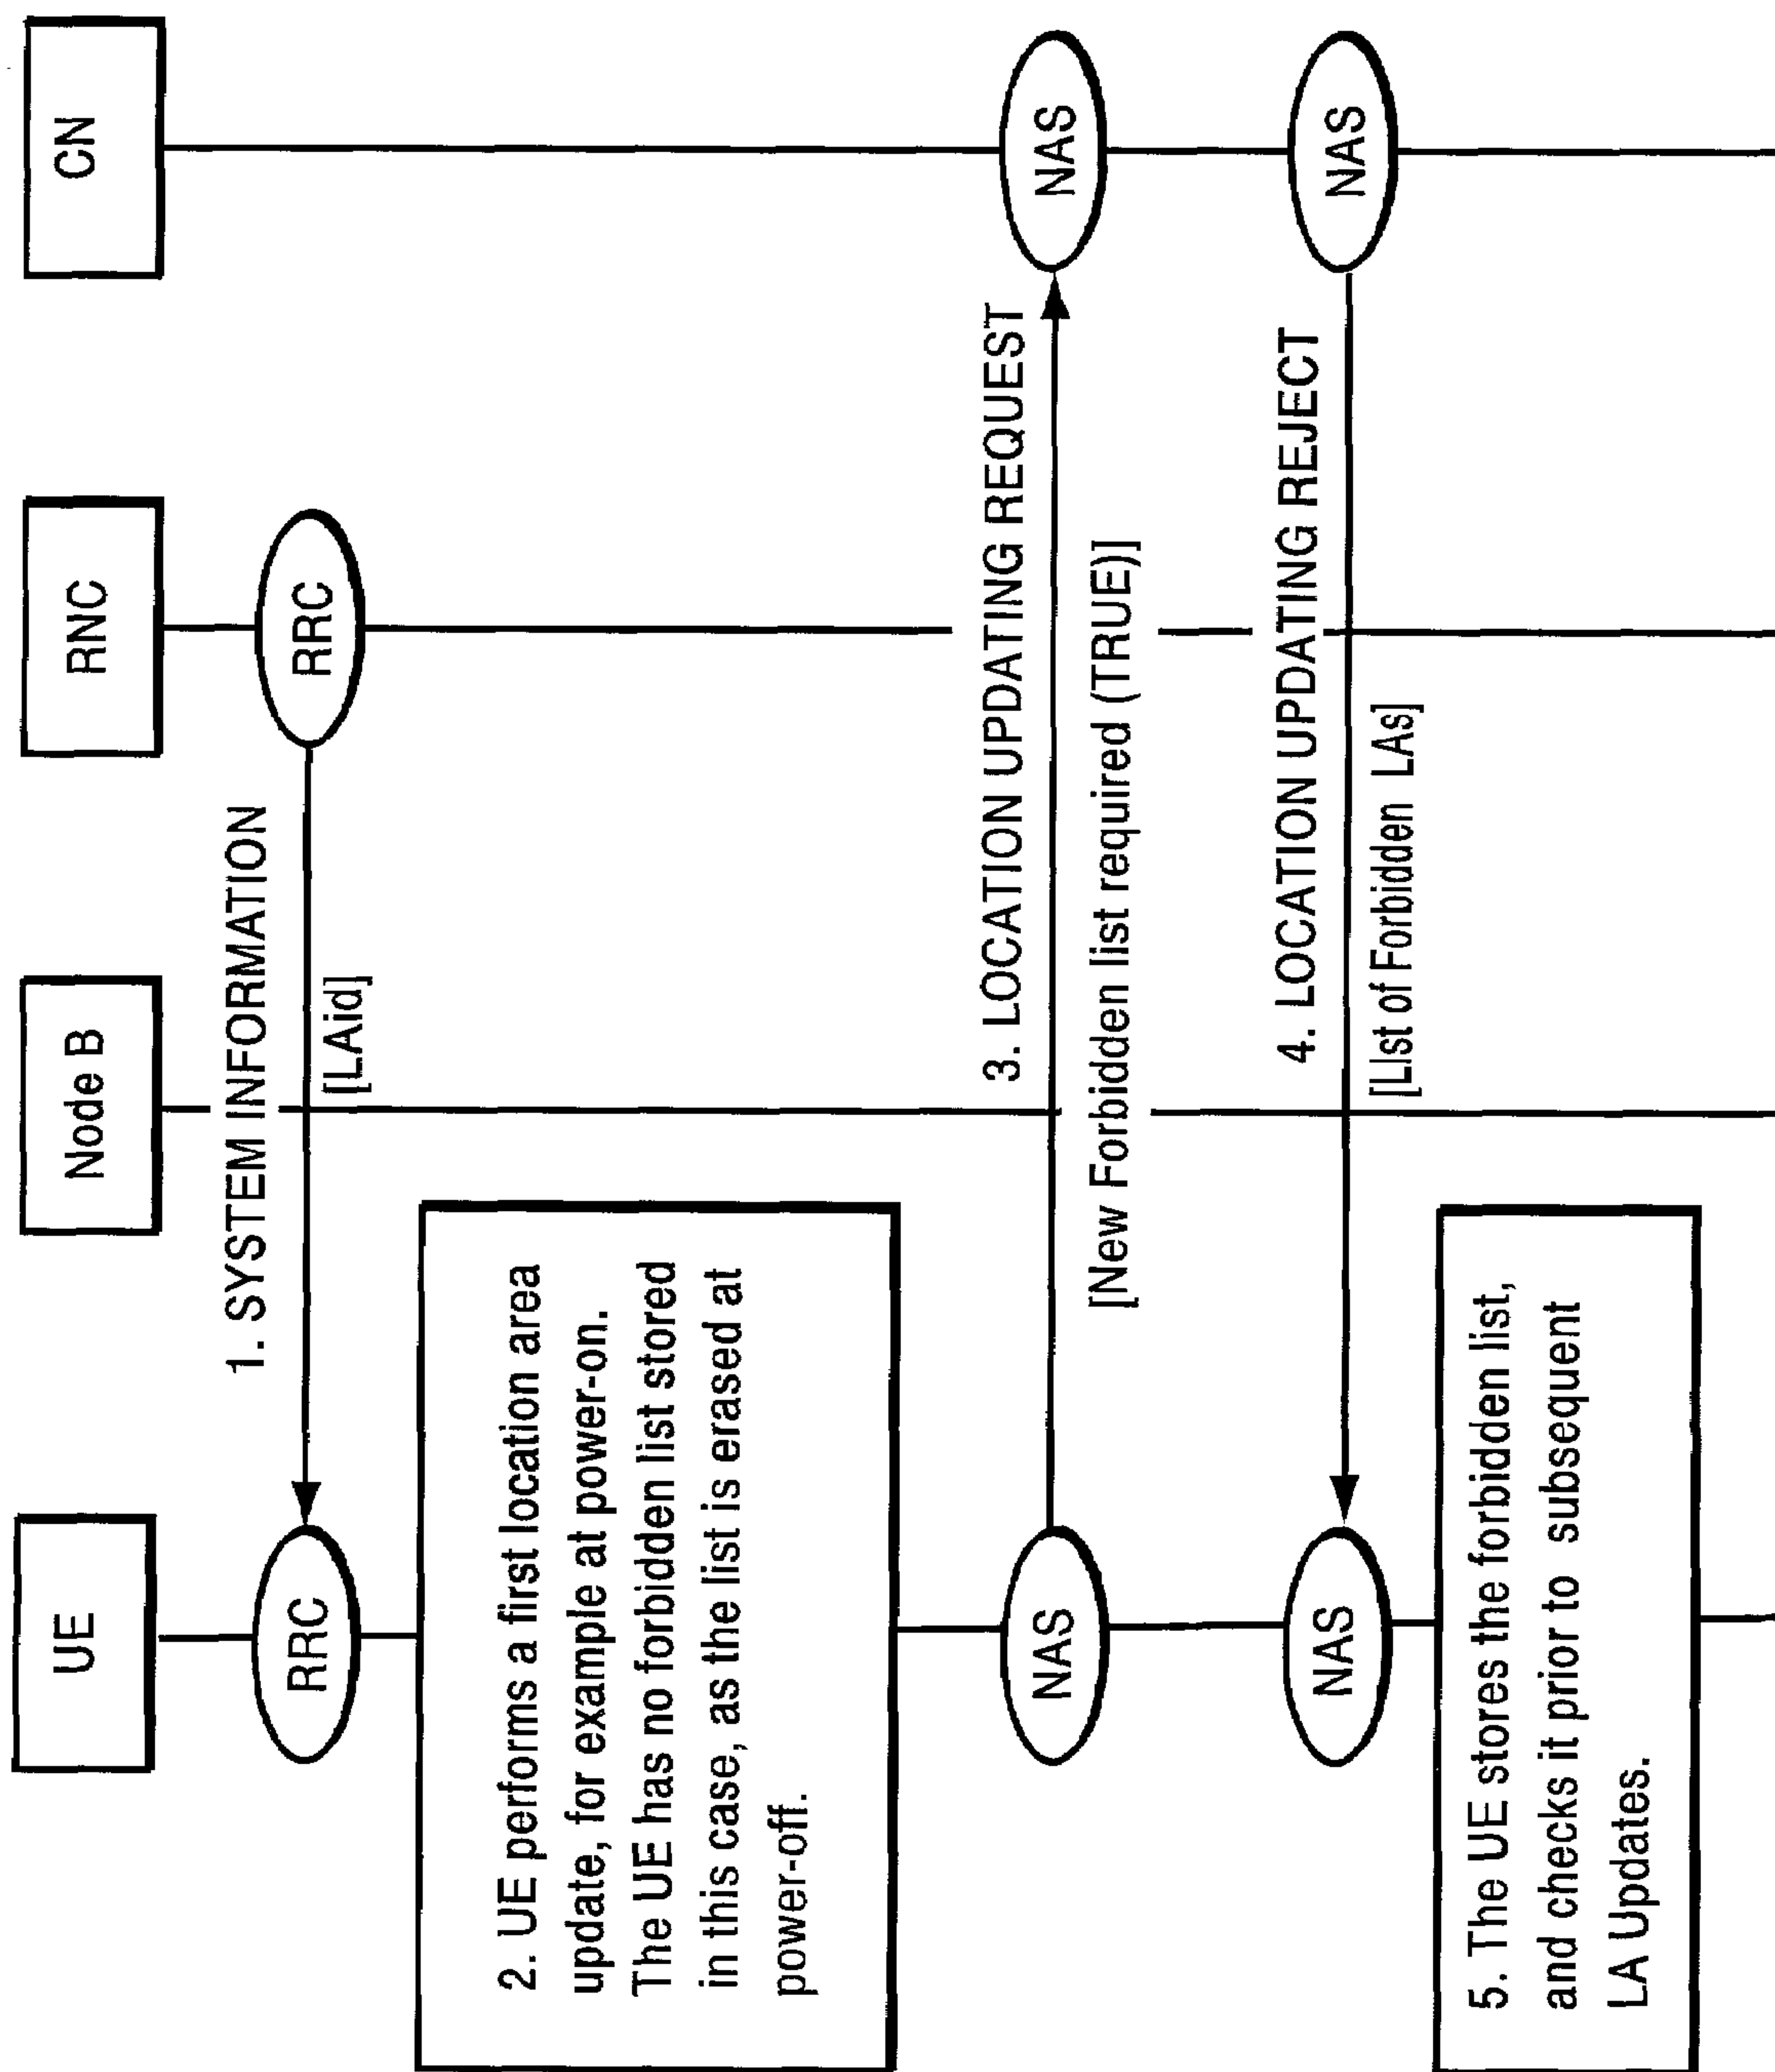 UE
Node B
RNC
CN
1. SYSTEM INFORMATION
[LAid]
RRC
RRC
2. UE performs a first location area
update, for example at power-on.
The UE has no forbidden list stored
in this case, as the list is erased at
power-off.
3. LOCATION UPDATING REQUEST
[New Forbidden list required (TRUE)]
NAS
NAS
4. LOCATION UPDATING REJECT
[List of Forbidden LAs]
NAS
NAS
5. The UE stores the forbidden list,
and checks it prior to subsequent
LA Updates.